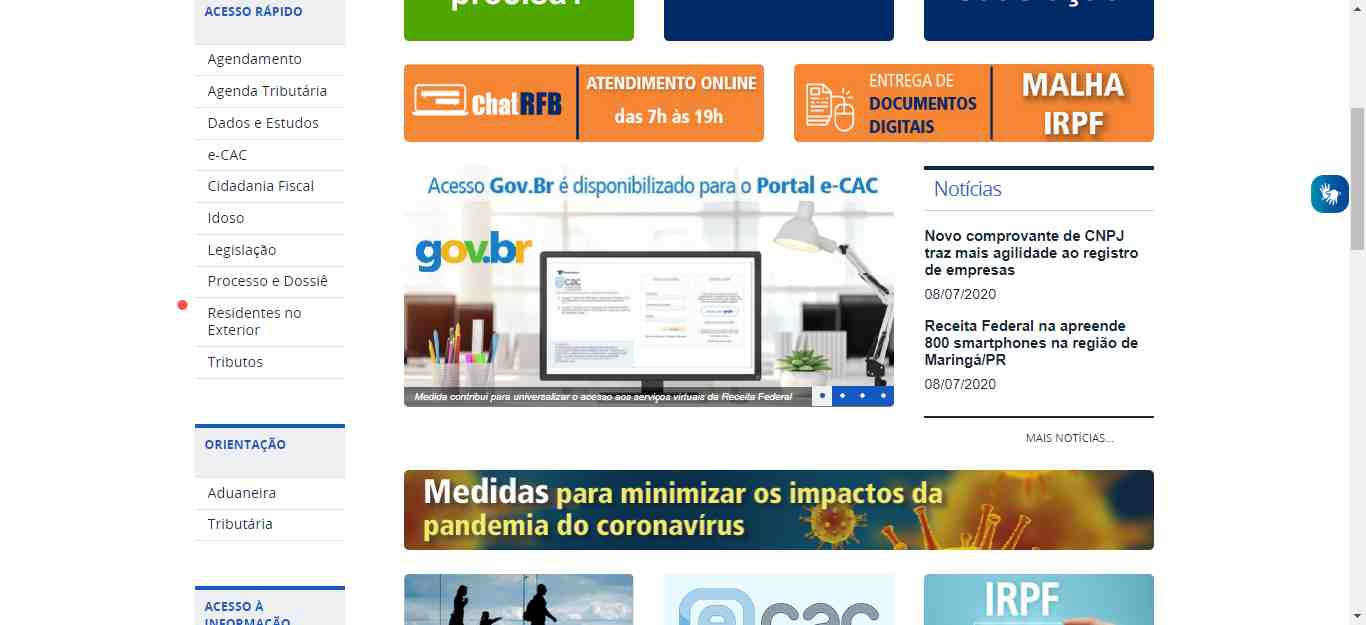 ACESSO RÁPIDO
Agendamento
Agenda Tributária
Dados e Estudos
e-CAC
Cidadania Fiscal
Idoso
Legislação
Processo e Dossiê
Residentes no
Exterior
Tributos
ORIENTAÇÃO
Aduaneira
Tributária
ACESSO À
INFORMAÇÃO
chatRFB
ATENDIMENTO ONLINE
das 7h às 19h
ENTREGA DE
DOCUMENTOS
DIGITAIS
MALHA
IRPF
Acesso Gov.Br é disponibilizado para o Portal e-CAC
gov.br
Medida contribui para universalizar o acesso aos serviços virtuais da Receita Federal
Notícias
Novo comprovante de CNPJ
traz mais agilidade ao registro
de empresas
08/07/2020
Receita Federal na apreende
800 smartphones na região de
Maringá/PR
08/07/2020
MAIS NOTÍCIAS...
Medidas para minimizar os impactos da
pandemia do coronavírus
e cac
IRPF